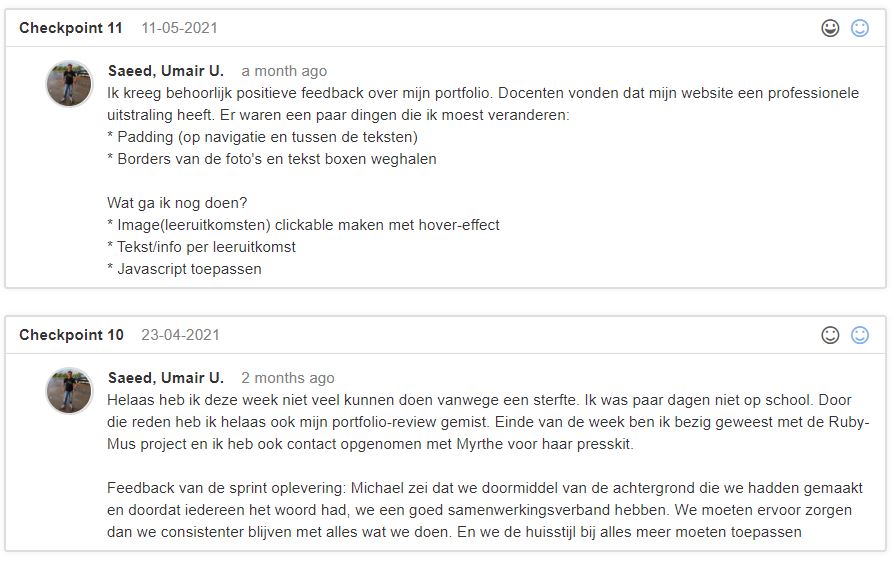 Checkpoint 11 11-05-2021
Saeed, Umair U. a month ago
Ik kreeg behoorlijk positieve feedback over mijn portfolio. Docenten vonden dat mijn website een professionele
uitstraling heeft. Er waren een paar dingen die ik moest veranderen:
* Padding (op navigatie en tussen de teksten)
* Borders van de foto's en tekst boxen weghalen
Wat ga ik nog doen?
* Image(leeruitkomsten) clickable maken met hover-effect
* Tekst/info per leeruitkomst
* Javascript toepassen
Checkpoint 10 23-04-2021
Saeed, Umair U. 2 months ago
Helaas heb ik deze week niet veel kunnen doen vanwege een sterfte. Ik was paar dagen niet op school. Door
die reden heb ik helaas ook mijn portfolio-review gemist. Einde van de week ben ik bezig geweest met de Ruby-
Mus project en ik heb ook contact opgenomen met Myrthe voor haar presskit.
Feedback van de sprint oplevering: Michael zei dat we doormiddel van de achtergrond die we hadden gemaakt
en doordat iedereen het woord had, we een goed samenwerkingsverband hebben. We moeten ervoor zorgen
dan we consistenter blijven met alles wat we doen. En we de huisstijl bij alles meer moeten toepassen